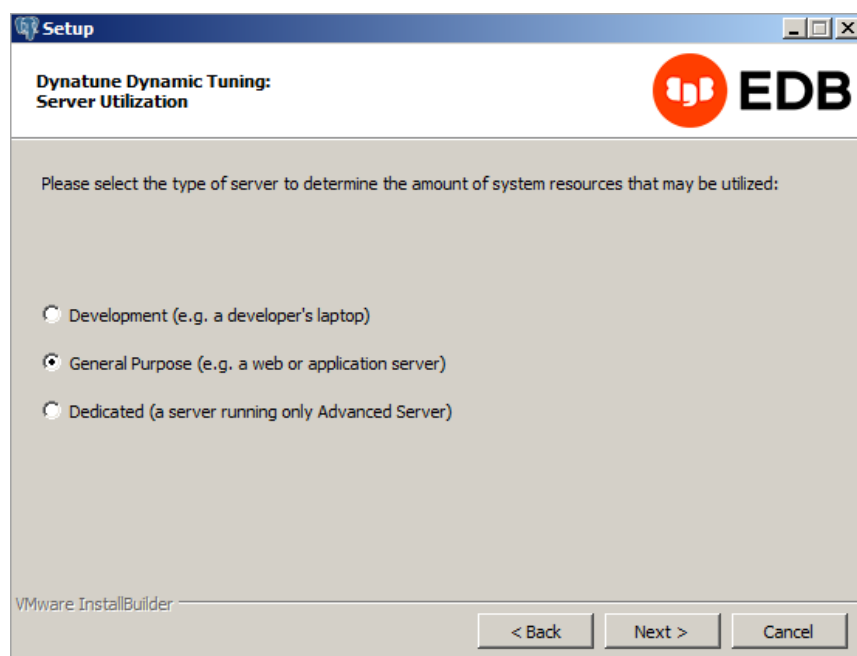 Setup
Dynatune Dynamic Tuning:
Server Utilization
EDB
Please select the type of server to determine the amount of system resources that may be utilized:
Development (e.g. a developer's laptop)
General Purpose (e.g. a web or application server)
Dedicated (a server running only Advanced Server)
VMware InstallBuilder
< Back
Next >
Cancel